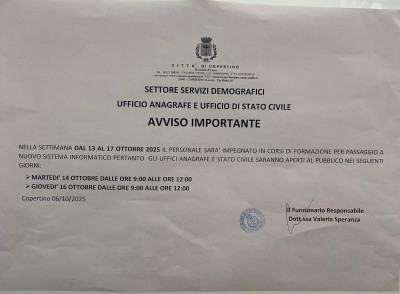 CITTA' DI COPERTINO
Provincia di Lecce
SETTORE SERVIZI DEMOGRAFICI
UFFICIO ANAGRAFE E UFFICIO DI STATO CIVILE
AVVISO IMPORTANTE
NELLA SETTIMANA DAL 13 AL 17 OTTOBRE 2025 IL PERSONALE SARA' IMPEGNATO IN CORSI DI FORMAZIONE PER PASSAGGIO A
NUOVO SISTEMA INFORMATICO PERTANTO GLI UFFICI ANAGRAFE E STATO CIVILE SARANNO APERTI AL PUBBLICO NEI SEGUENTI
GIORNI:
➤ MARTEDI' 14 OTTOBRE DALLE ORE 9:00 ALLE ORE 12:00
➤ GIOVEDI' 16 OTTOBRE DALLE ORE 9:00 ALLE ORE 12:00
Copertino 06/10/2025
Il Funzionario Responsabile
Dott.ssa Valeria Speranza